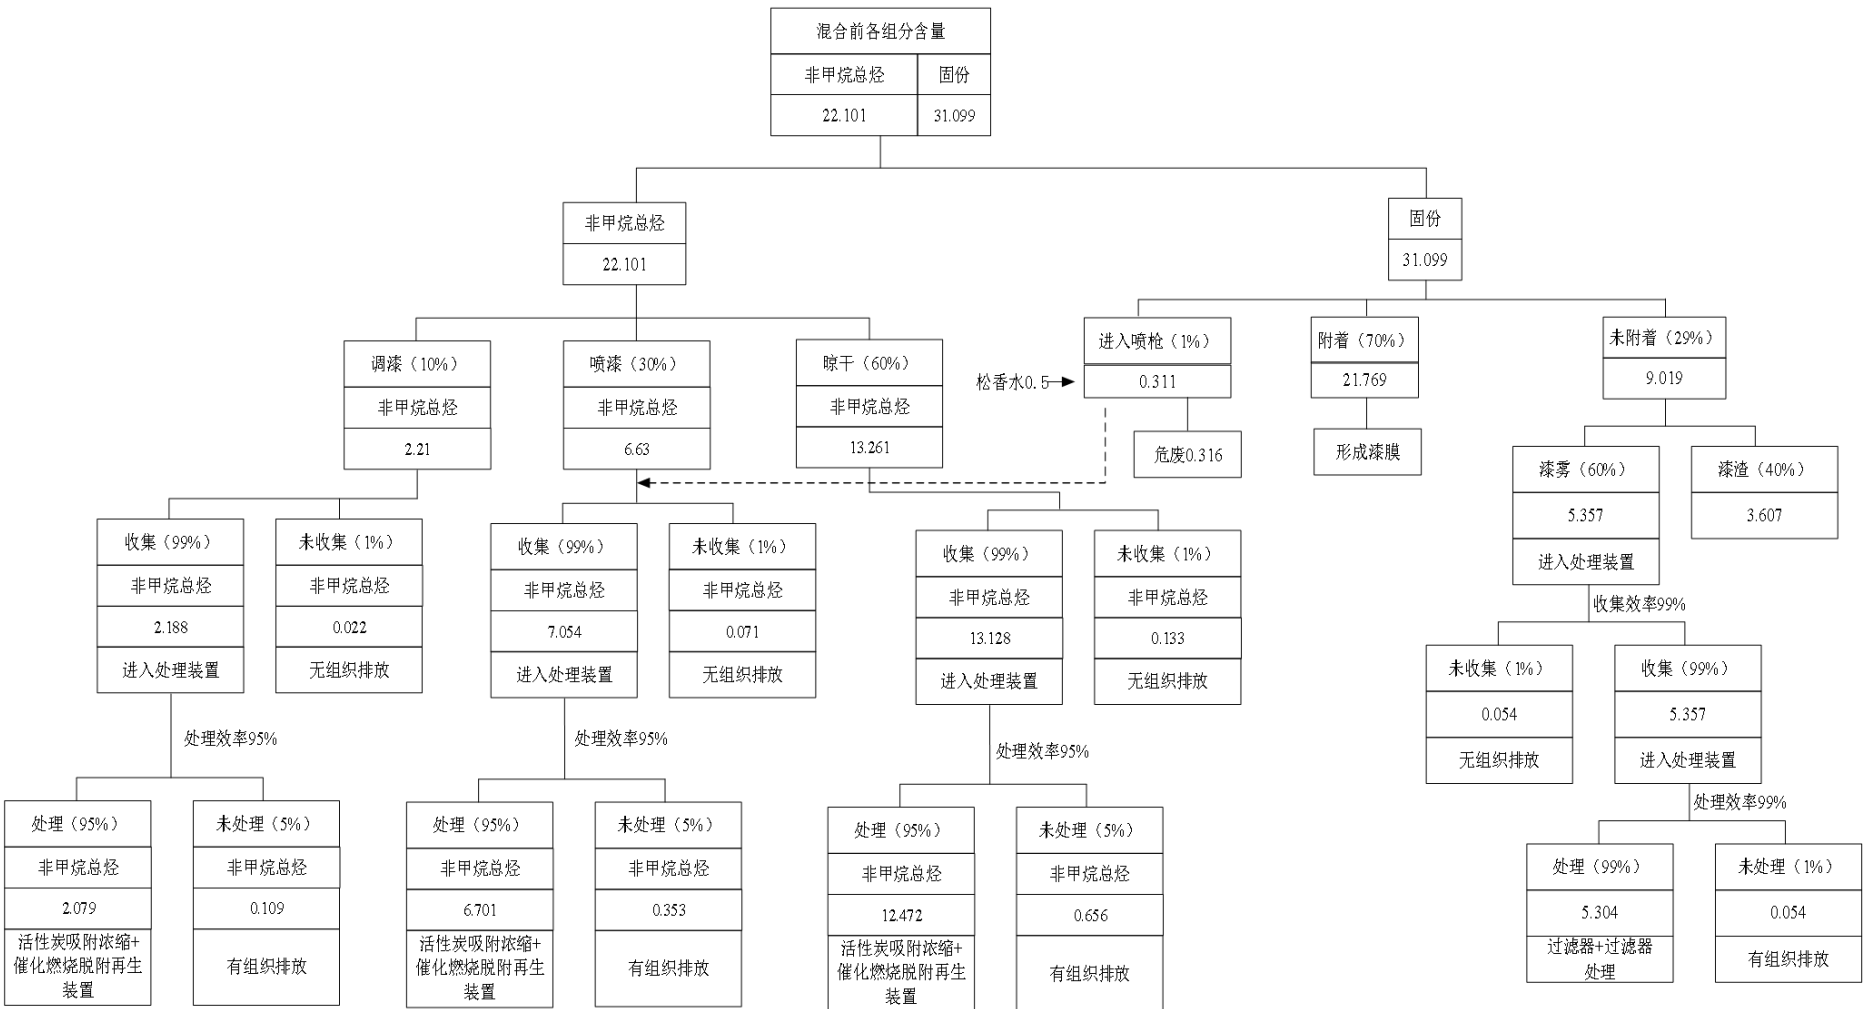 混合前各组分含量
非甲烷总烃 固份
22.101 31.099
非甲烷总烃
22.101
固份
31.099
调漆（10%）
非甲烷总烃
2.21
喷漆（30%）
非甲烷总烃
6.63
晾干（60%）
非甲烷总烃
13.261
松香水0.5
进入喷枪（1%）
0.311
危废0.316
附着（70%）
21.769
形成漆膜
未附着（29%）
9.019
漆雾（60%）
5.357
进入处理装置
漆渣（40%）
3.607
收集（99%）
非甲烷总烃
2.188
进入处理装置
未收集（1%）
非甲烷总烃
0.022
无组织排放
收集（99%）
非甲烷总烃
7.054
进入处理装置
未收集（1%）
非甲烷总烃
0.071
无组织排放
收集（99%）
非甲烷总烃
13.128
进入处理装置
未收集（1%）
非甲烷总烃
0.133
无组织排放
收集效率99%
未收集（1%）
0.054
无组织排放
收集（99%）
5.357
进入处理装置
处理效率95%
处理效率95%
处理效率95%
处理效率99%
处理（95%）
非甲烷总烃
2.079
活性炭吸附浓缩+
催化燃烧脱附再生
装置
未处理（5%）
非甲烷总烃
0.109
有组织排放
处理（95%）
非甲烷总烃
6.701
活性炭吸附浓缩+
催化燃烧脱附再生
装置
未处理（5%）
非甲烷总烃
0.353
有组织排放
处理（95%）
非甲烷总烃
12.472
活性炭吸附浓缩+
催化燃烧脱附再生
装置
未处理（5%）
非甲烷总烃
0.656
有组织排放
处理（99%）
5.304
过滤器+过滤器
处理
未处理（1%）
0.054
有组织排放